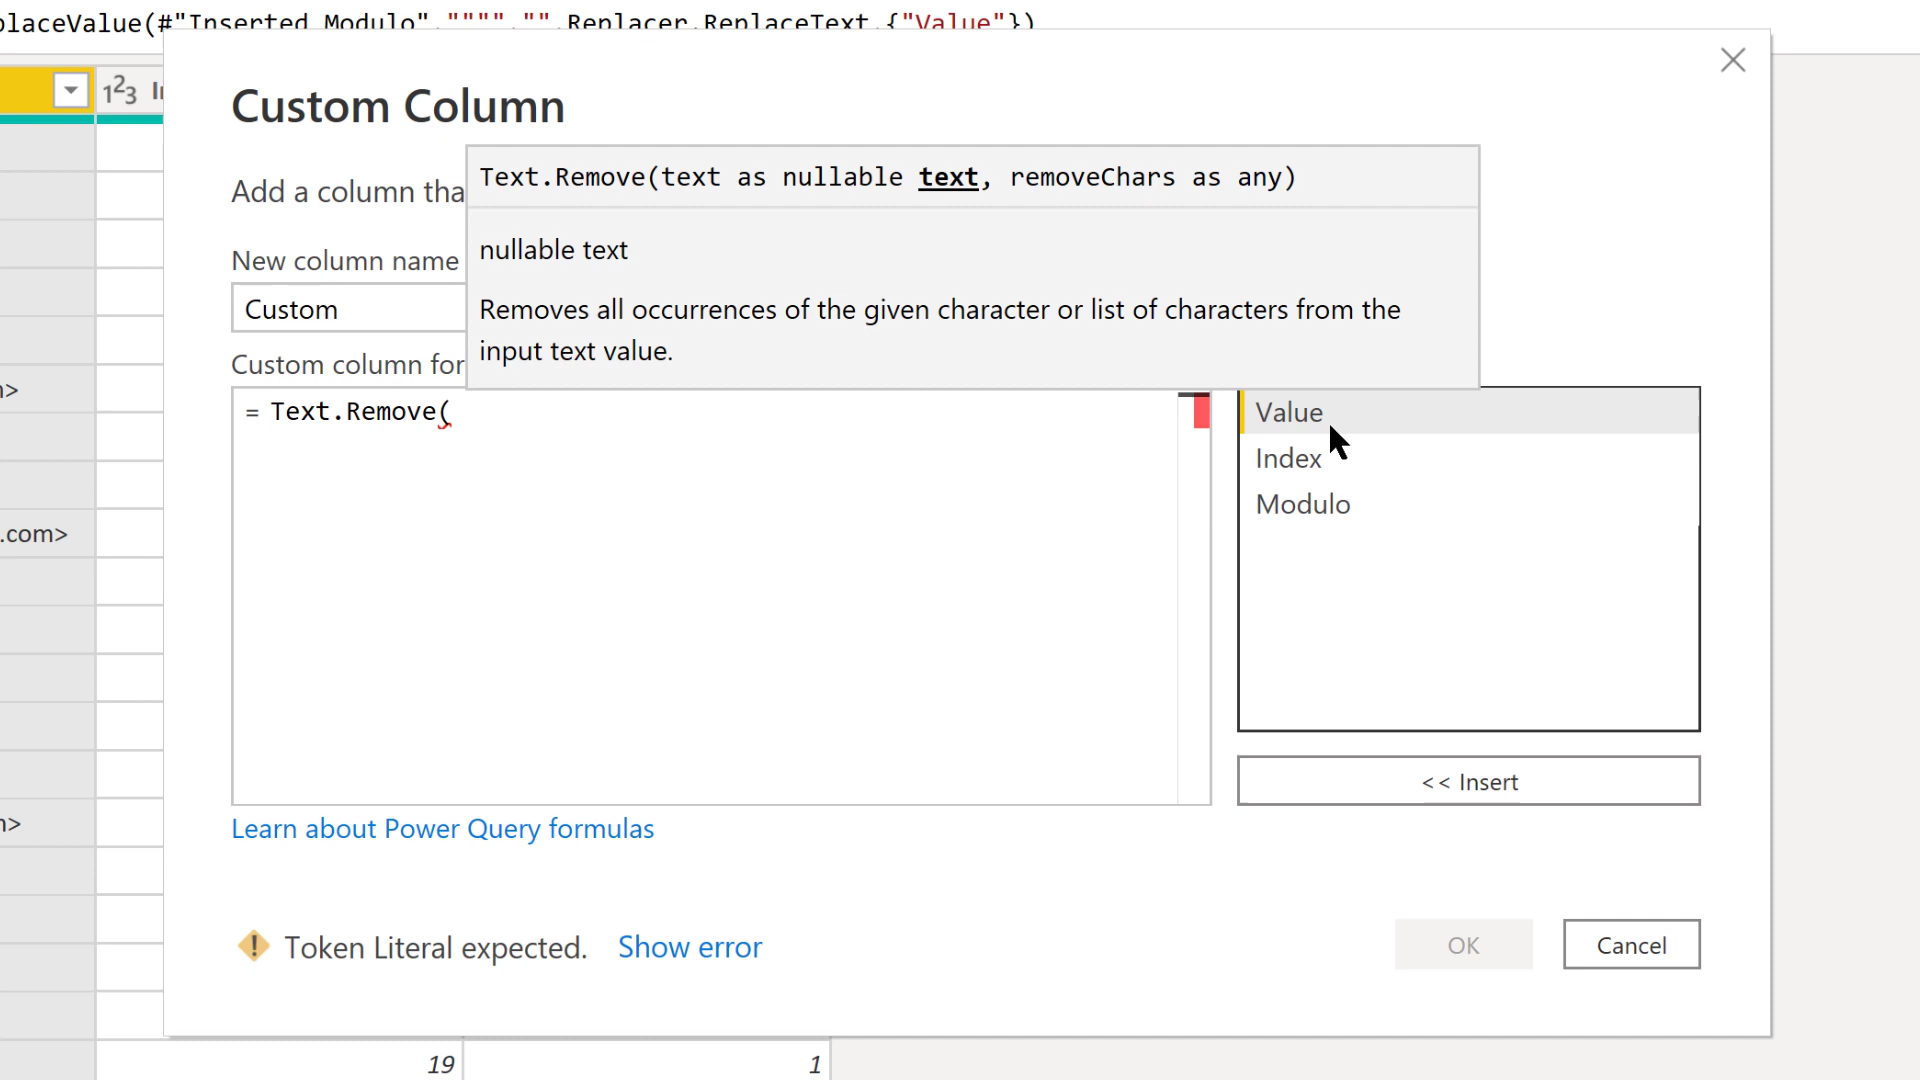 placeValue(#"Inserted Modulo","""","",Replacer.ReplaceText,{"Value"})
123
Custom Column
Text.Remove(text as nullable text, removeChars as any)
Add a column tha
nullable text
New column name
Custom
Removes all occurrences of the given character or list of characters from the
input text value.
Custom column for
= Text.Remove(
Value
Index
Modulo
>
.com>
>
<< Insert
Learn about Power Query formulas
Token Literal expected. Show error
OK
Cancel
19 1